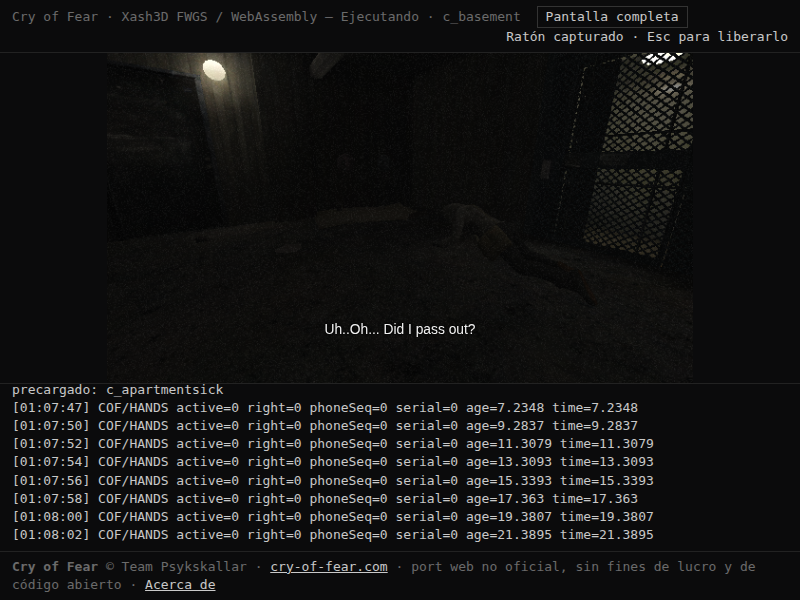 Cry of Fear · Xash3D FWGS / WebAssembly — Ejecutando · c_basement
Pantalla completa
Ratón capturado · Esc para liberarlo
Uh..Oh... Did I pass out?
precargado: c_apartmentsick
[01:07:47] COF/HANDS active=0 right=0 phoneSeq=0 serial=0 age=7.2348 time=7.2348
[01:07:50] COF/HANDS active=0 right=0 phoneSeq=0 serial=0 age=9.2837 time=9.2837
[01:07:52] COF/HANDS active=0 right=0 phoneSeq=0 serial=0 age=11.3079 time=11.3079
[01:07:54] COF/HANDS active=0 right=0 phoneSeq=0 serial=0 age=13.3093 time=13.3093
[01:07:56] COF/HANDS active=0 right=0 phoneSeq=0 serial=0 age=15.3393 time=15.3393
[01:07:58] COF/HANDS active=0 right=0 phoneSeq=0 serial=0 age=17.363 time=17.363
[01:08:00] COF/HANDS active=0 right=0 phoneSeq=0 serial=0 age=19.3807 time=19.3807
[01:08:02] COF/HANDS active=0 right=0 phoneSeq=0 serial=0 age=21.3895 time=21.3895
Cry of Fear © Team Psykskallar · cry-of-fear.com · port web no oficial, sin fines de lucro y de
código abierto · Acerca de